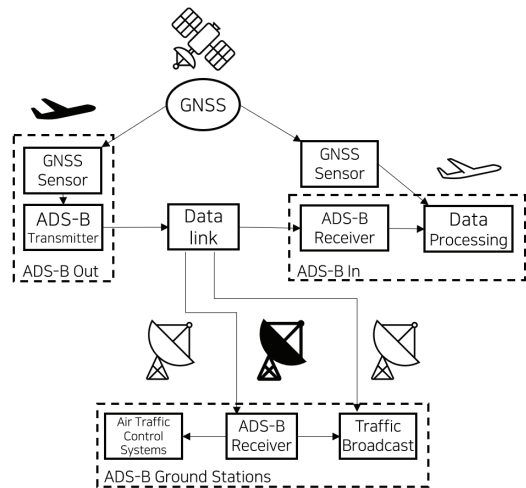 GNSS
GNSS
Sensor
GNSS
Sensor
ADS-B
Transmitter
Data
link
ADS-B
Receiver
Data
Processing
ADS-B Out
ADS-B In
Air Traffic
Control
Systems
ADS-B
Receiver
Traffic
Broadcast
ADS-B Ground Stations